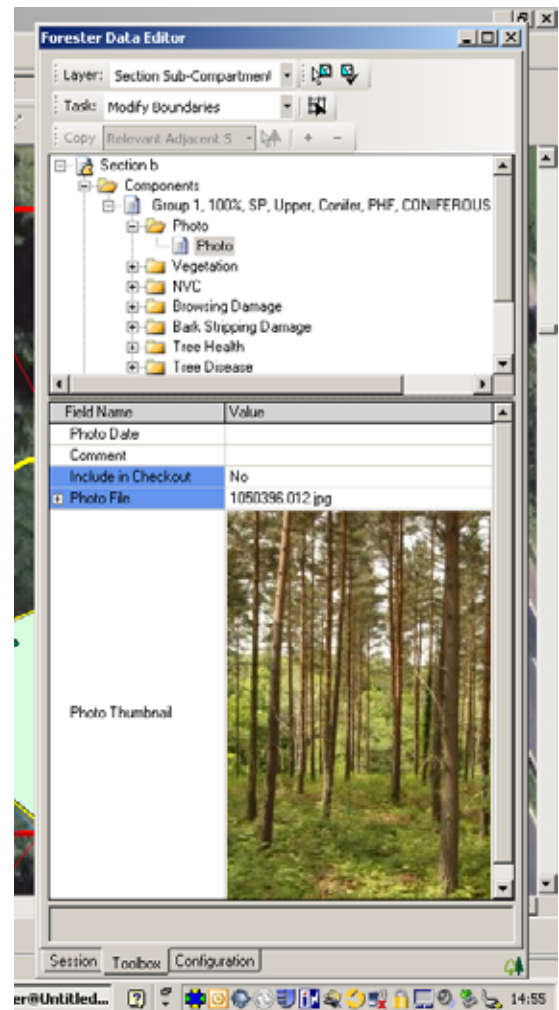 Forester Data Editor
Layer: Section Sub-Compartment
Task: Modify Boundaries
Copy Relevant Adjacent S + -
Section b
Components
Group 1, 100%, SP, Upper, Conifer, PHF, CONIFEROUS
Photo
Photo
Vegetation
NVC
Browsing Damage
Bark Stripping Damage
Tree Health
Tree Disease
Field Name Value
Photo Date
Comment
Include in Checkout No
Photo File 1050396.012.jpg
Photo Thumbnail
Session Toolbox Configuration
er@Untitled... 14:55